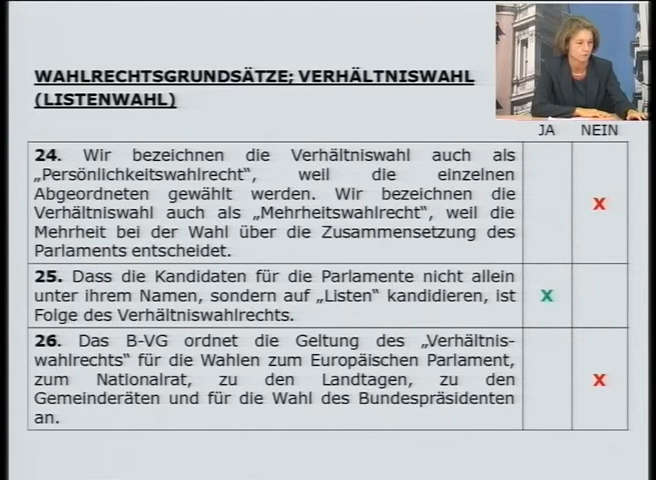 WAHLRECHTSGRUNDSÄTZE; VERHÄLTNISWAHL
(LISTENWAHL)
JA NEIN
24. Wir bezeichnen die Verhältniswahl auch als
„Persönlichkeitswahlrecht“, weil die einzelnen
Abgeordneten gewählt werden. Wir bezeichnen die
Verhältniswahl auch als „Mehrheitswahlrecht“, weil die
Mehrheit bei der Wahl über die Zusammensetzung des
Parlaments entscheidet.
X
25. Dass die Kandidaten für die Parlamente nicht allein
unter ihrem Namen, sondern auf „Listen“ kandidieren, ist
Folge des Verhältniswahlrechts.
X
26. Das B-VG ordnet die Geltung des „Verhältnis-
wahlrechts“ für die Wahlen zum Europäischen Parlament,
zum Nationalrat, zu den Landtagen, zu den
Gemeinderäten und für die Wahl des Bundespräsidenten
an.
X